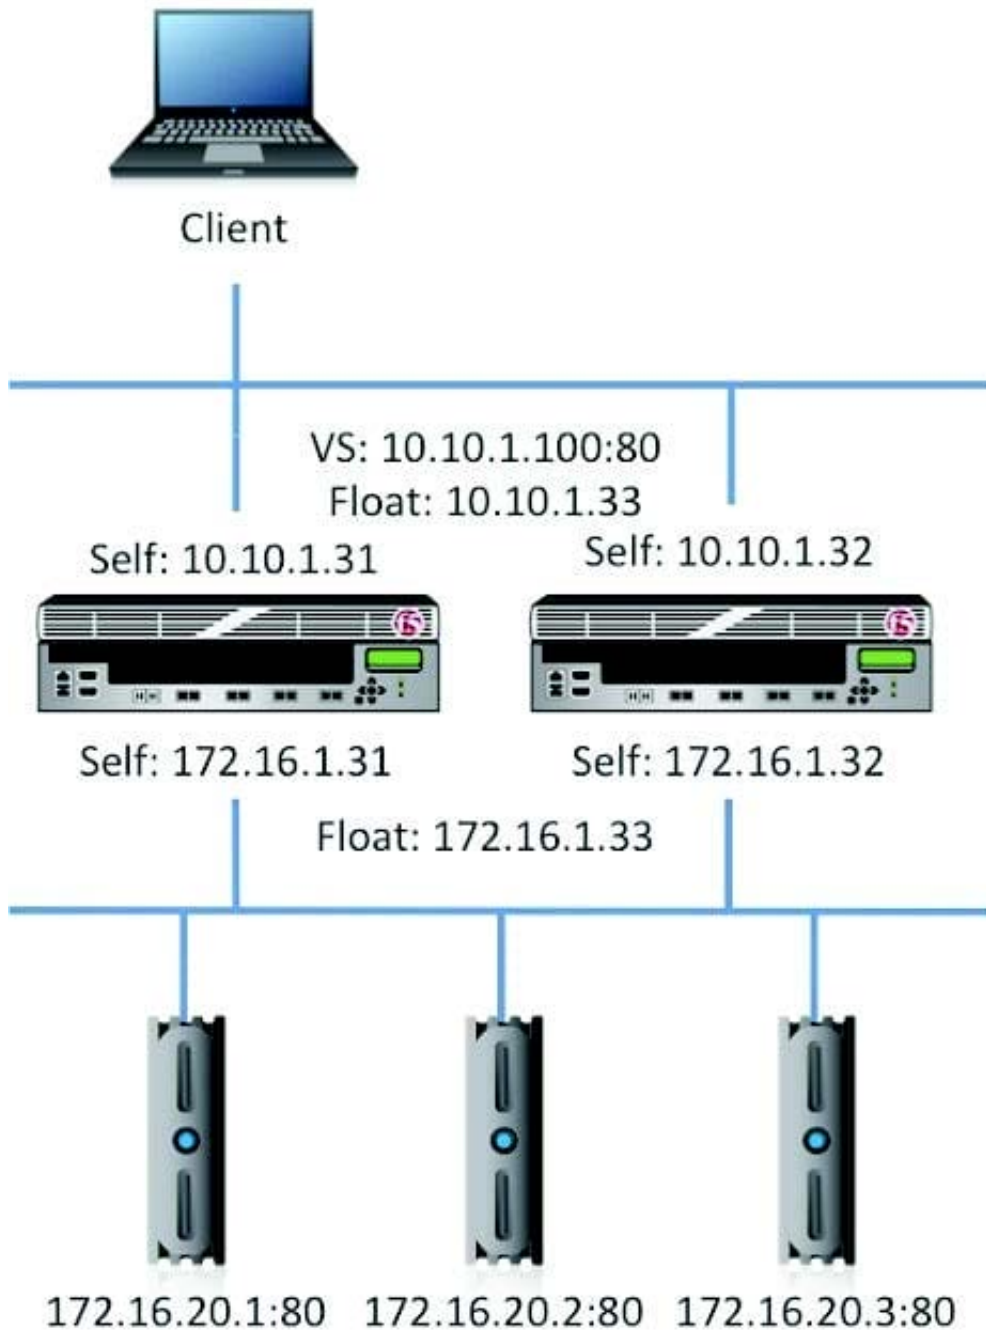 Client
VS: 10.10.1.100:80
Float: 10.10.1.33
Self: 10.10.1.31
Self: 10.10.1.32
f5
f5
Self: 172.16.1.31
Self: 172.16.1.32
Float: 172.16.1.33
172.16.20.1:80
172.16.20.2:80
172.16.20.3:80